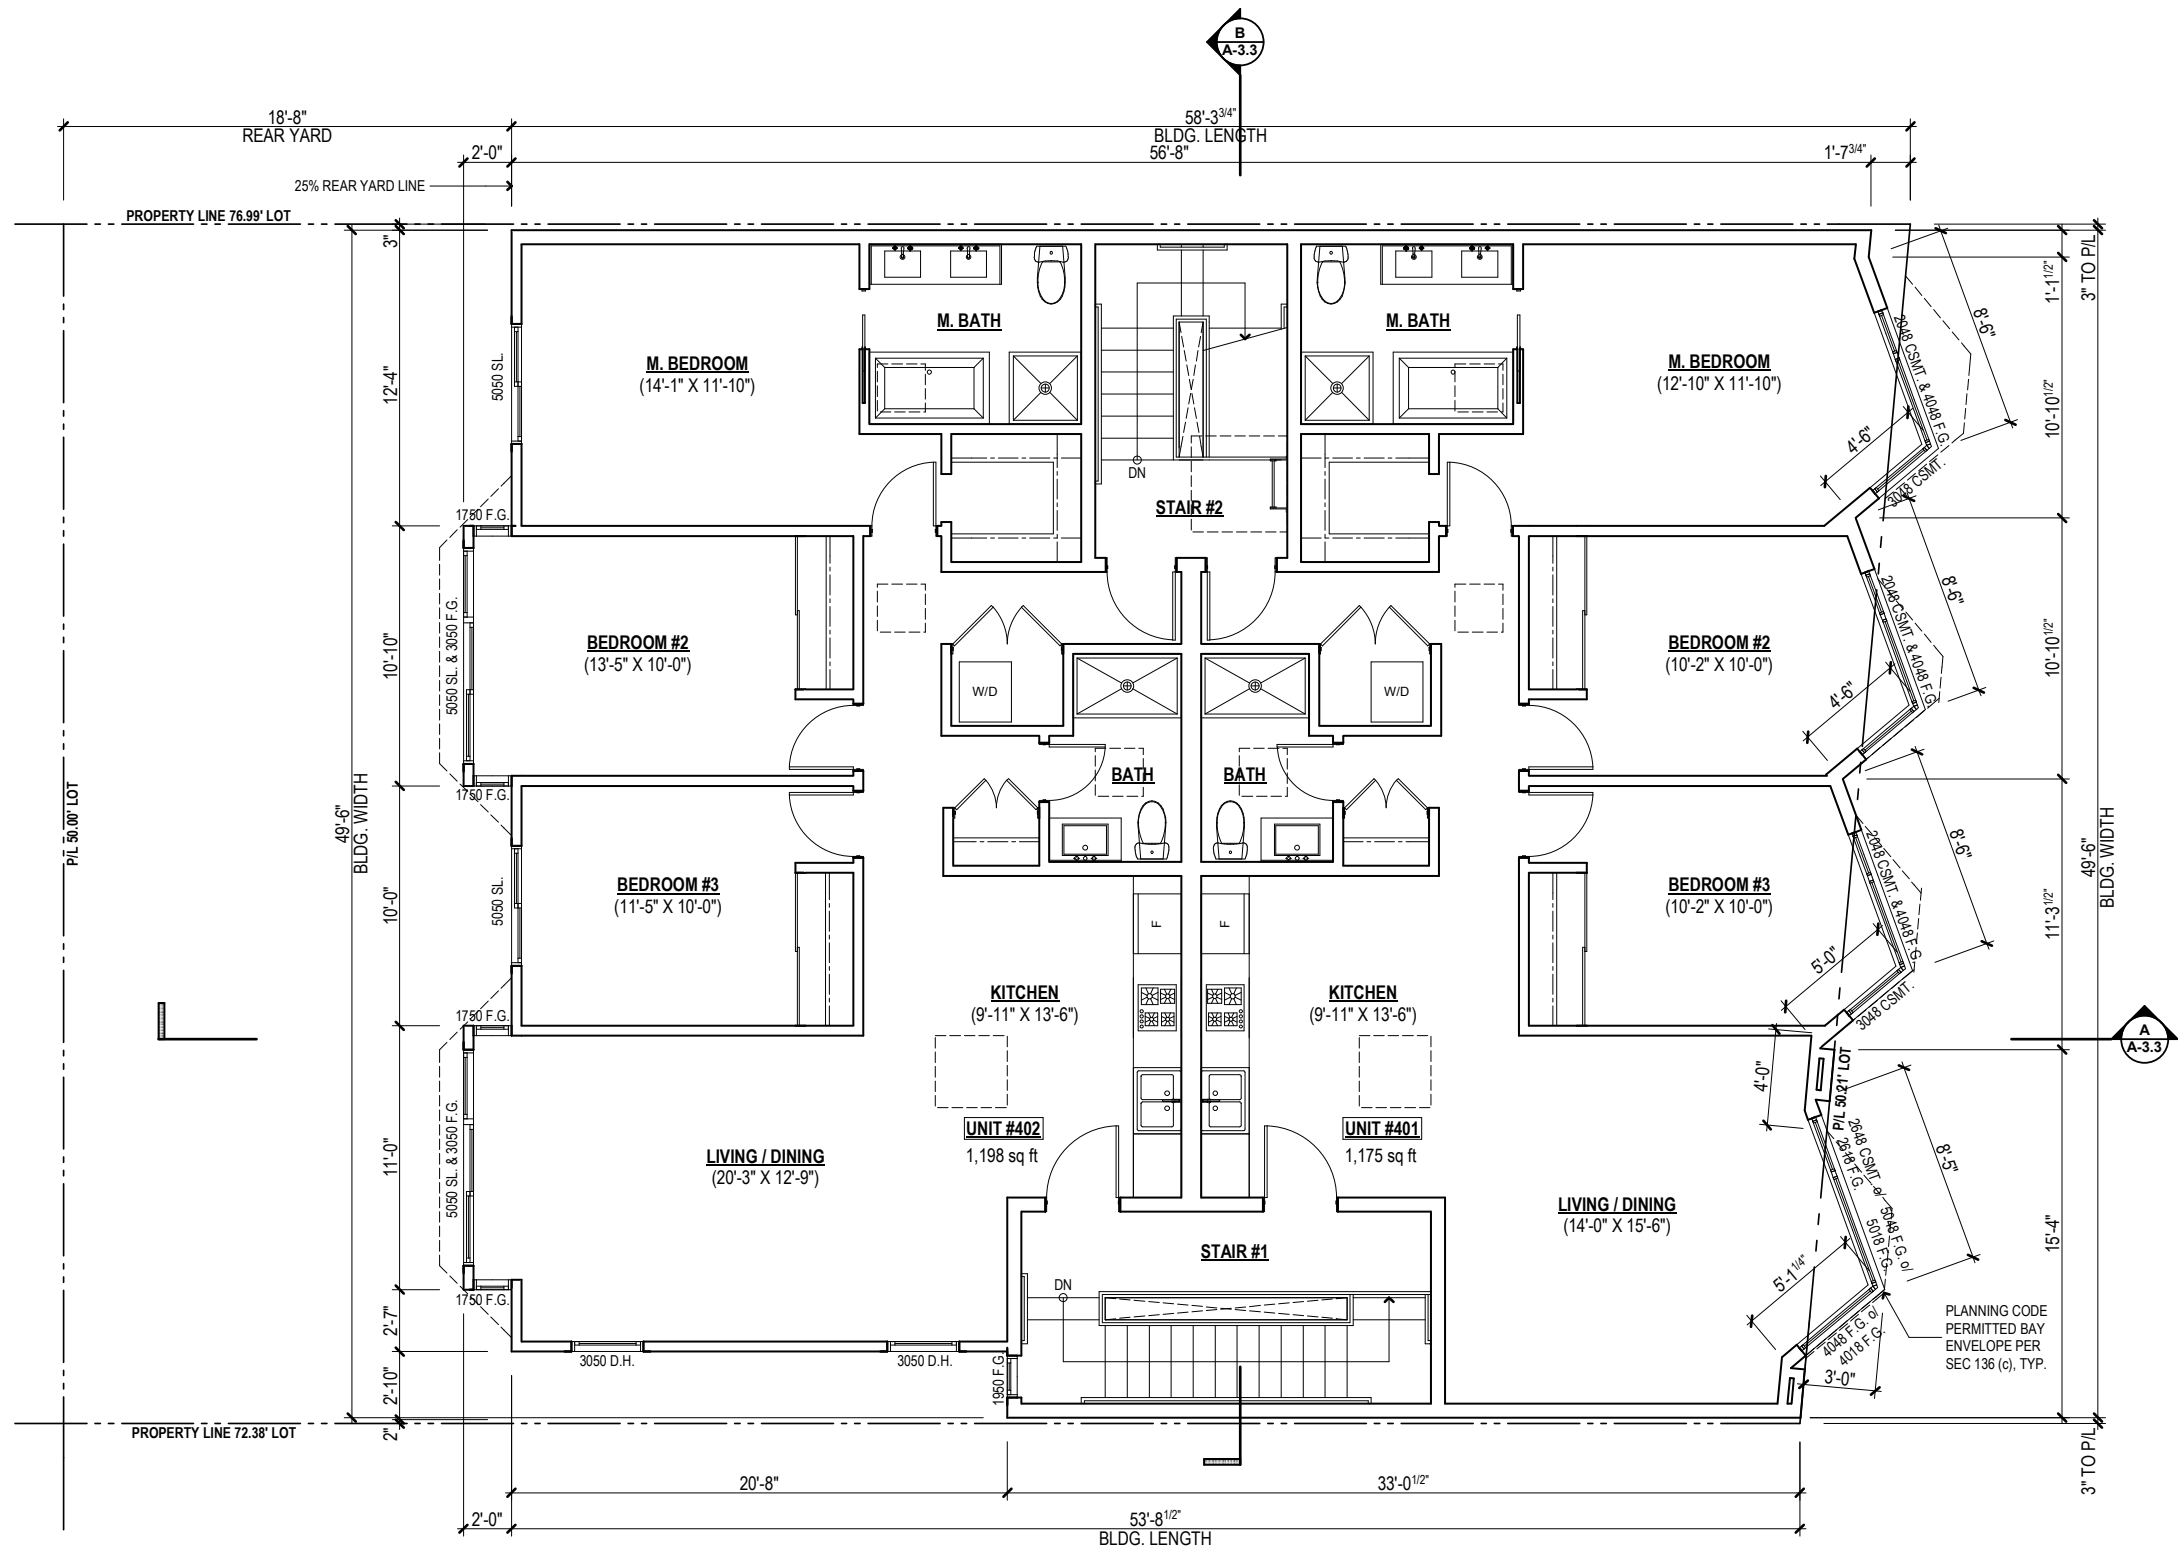 B
A-3.3
18'-8"
REAR YARD
58'-3 3/4"
BLDG. LENGTH
2'-0"
56'-8"
1'-7 3/4"
25% REAR YARD LINE
PROPERTY LINE 76.99' LOT
3"
12'-4"
10'-10"
10'-0"
11'-0"
2'-7"
2'-10"
2"
49'-6"
BLDG. WIDTH
P/L 50.00' LOT
5050 SL.
1750 F.G.
5050 SL. & 3050 F.G.
1750 F.G.
5050 SL.
1750 F.G.
5050 SL. & 3050 F.G.
1750 F.G.
M. BEDROOM
(14'-1" X 11'-10")
M. BATH
M. BATH
M. BEDROOM
(12'-10" X 11'-10")
DN
STAIR #2
BEDROOM #2
(13'-5" X 10'-0")
BEDROOM #2
(10'-2" X 10'-0")
W/D
W/D
BATH
BATH
BEDROOM #3
(11'-5" X 10'-0")
BEDROOM #3
(10'-2" X 10'-0")
F
F
KITCHEN
(9'-11" X 13'-6")
KITCHEN
(9'-11" X 13'-6")
UNIT #402
1,198 sq ft
UNIT #401
1,175 sq ft
LIVING / DINING
(20'-3" X 12'-9")
LIVING / DINING
(14'-0" X 15'-6")
STAIR #1
DN
3050 D.H.
3050 D.H.
1950 F.G.
2048 CSMT. & 4048 F.G.
8'-6"
4'-6"
3048 CSMT.
2048 CSMT. & 4048 F.G.
8'-6"
4'-6"
2048 CSMT. & 4048 F.G.
8'-6"
5'-0"
3048 CSMT.
4'-0"
P/L 50.21' LOT
2648 CSMT. o/
2618 F.G.
5048 F.G. o/
5018 F.G.
8'-5"
5'-1 1/4"
4048 F.G. o/
4018 F.G.
3'-0"
PLANNING CODE
PERMITTED BAY
ENVELOPE PER
SEC 136 (c), TYP.
1'-1 1/2"
10'-10 1/2"
10'-10 1/2"
11'-3 1/2"
15'-4"
3" TO P/L
49'-6"
BLDG. WIDTH
3" TO P/L
A
A-3.3
PROPERTY LINE 72.38' LOT
20'-8"
33'-0 1/2"
2'-0"
53'-8 1/2"
BLDG. LENGTH